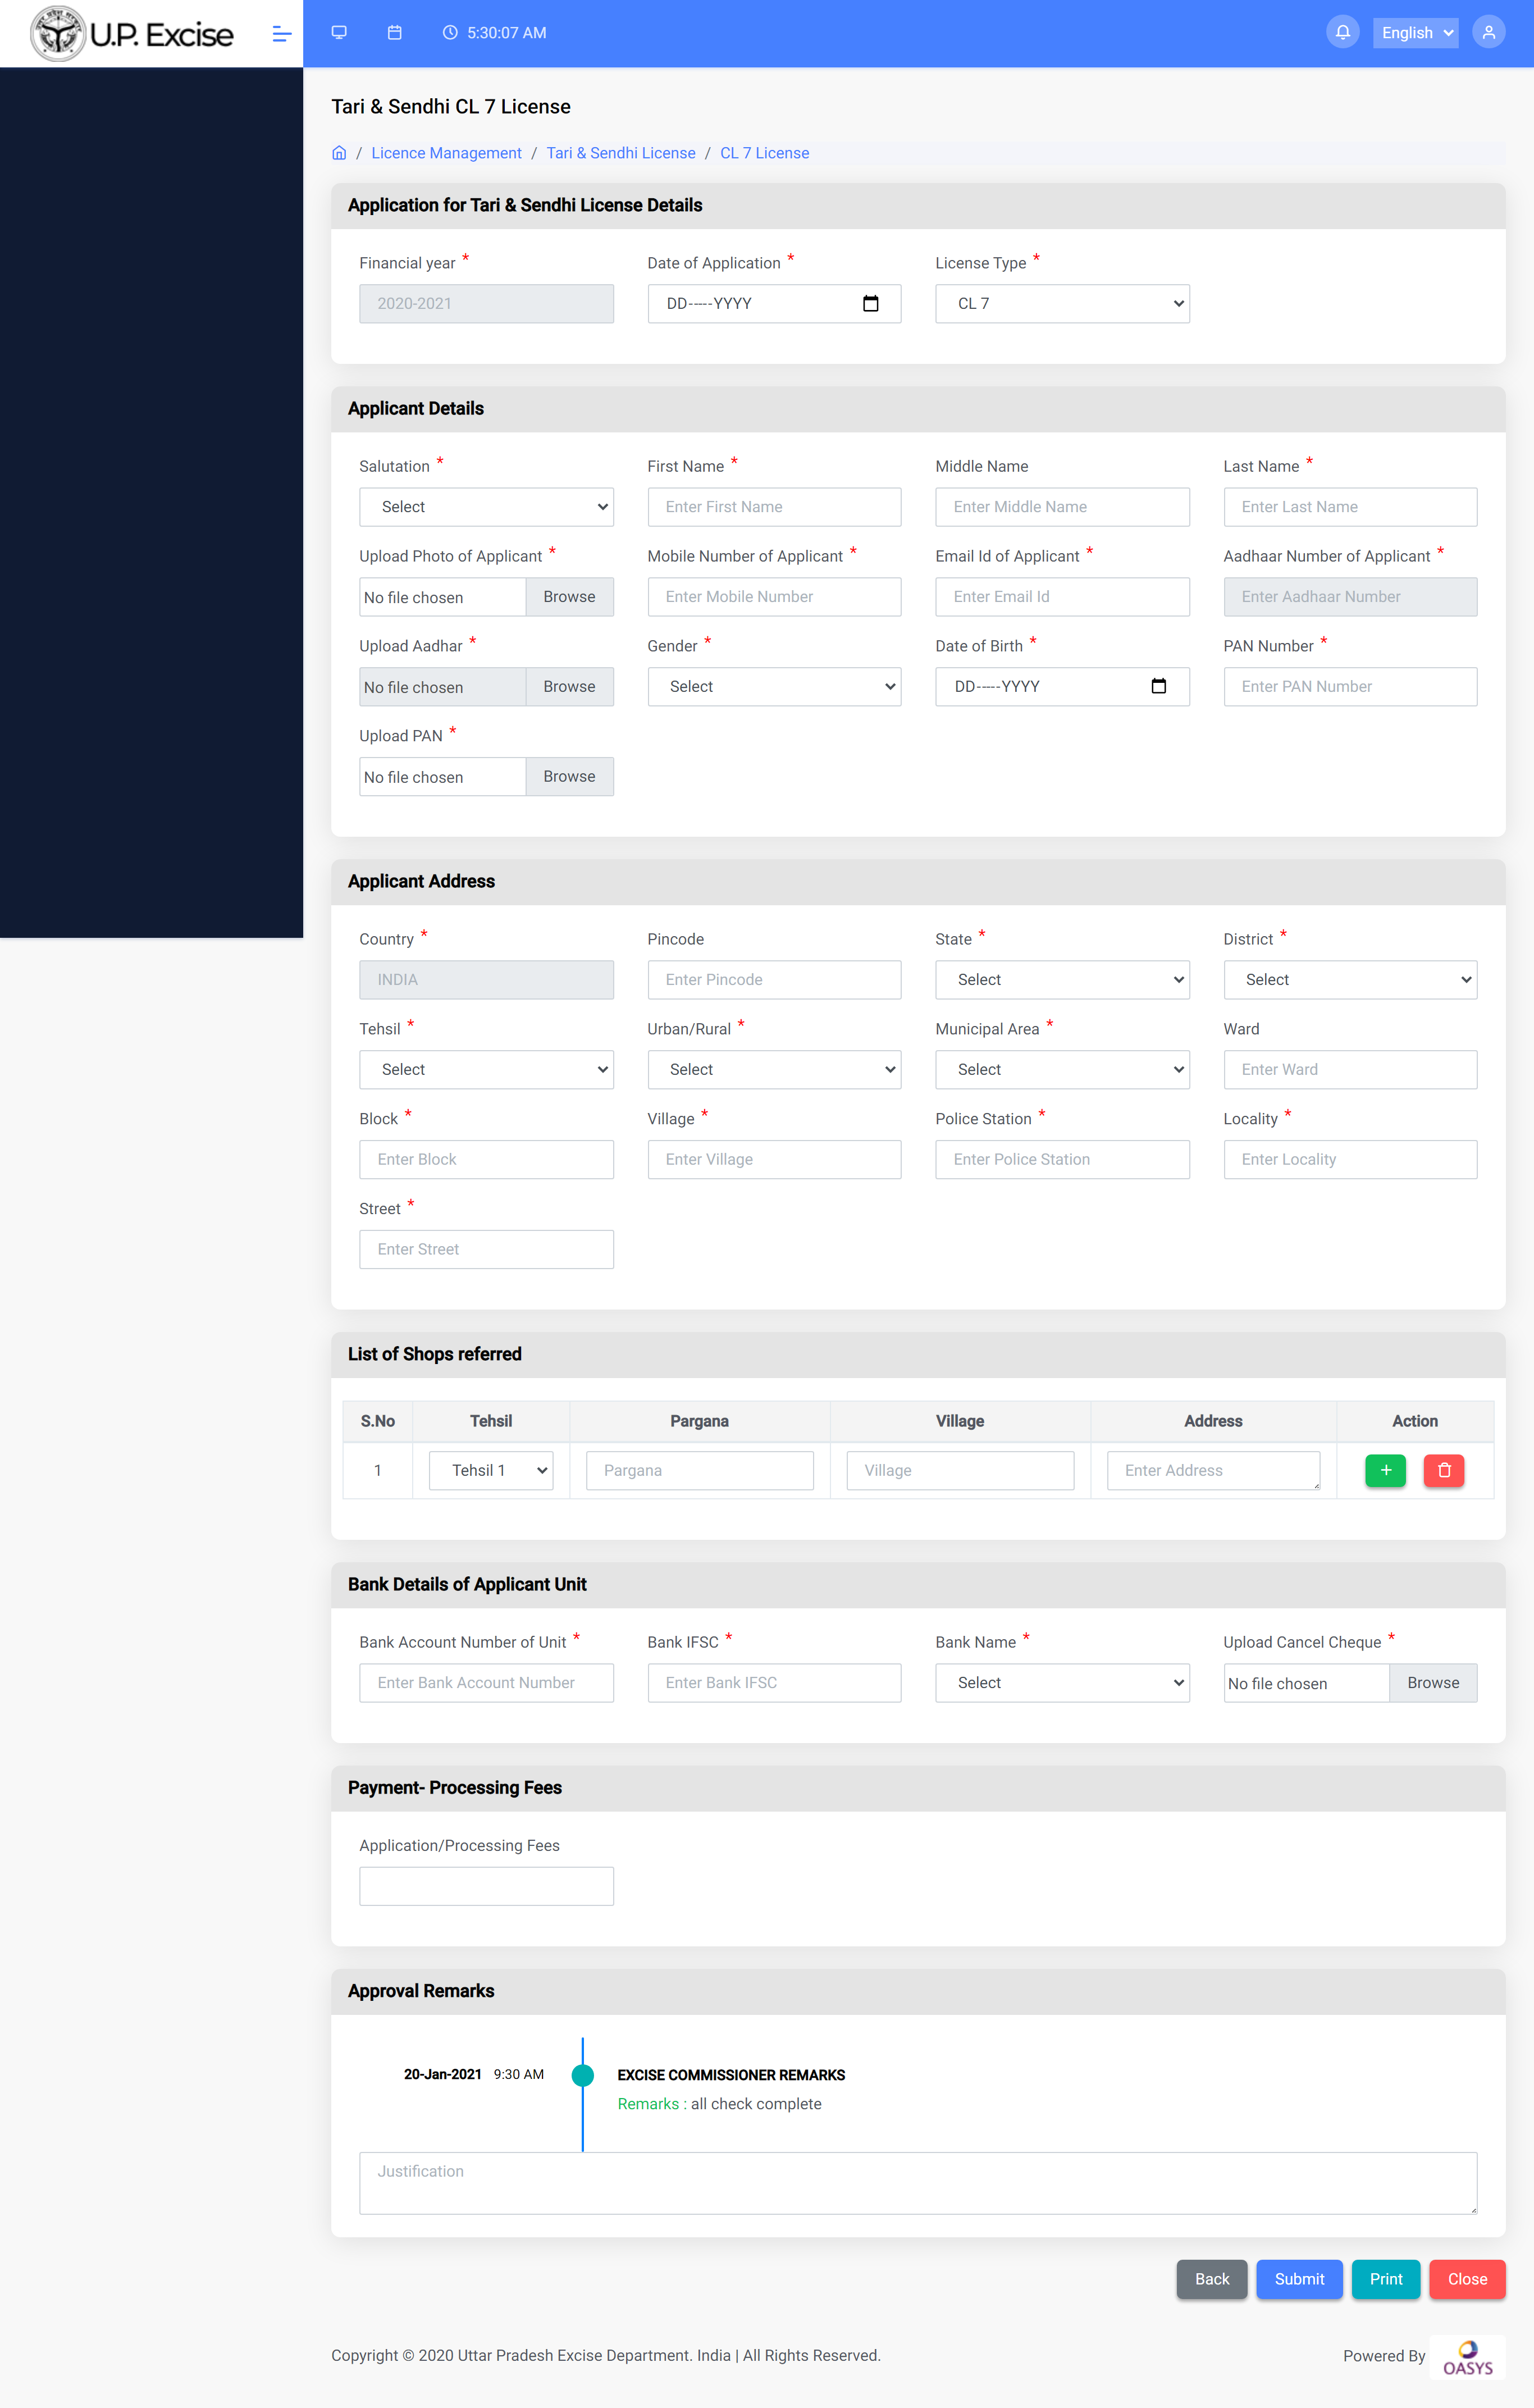 U.P. Excise
5:30:07 AM
English
Tari & Sendhi CL 7 License
/ Licence Management / Tari & Sendhi License / CL 7 License
Application for Tari & Sendhi License Details
Financial year * Date of Application * License Type *
2020-2021 DD-----YYYY CL 7
Applicant Details
Salutation * First Name * Middle Name Last Name *
Select Enter First Name Enter Middle Name Enter Last Name
Upload Photo of Applicant * Mobile Number of Applicant * Email Id of Applicant * Aadhaar Number of Applicant *
No file chosen Browse Enter Mobile Number Enter Email Id Enter Aadhaar Number
Upload Aadhar * Gender * Date of Birth * PAN Number *
No file chosen Browse Select DD-----YYYY Enter PAN Number
Upload PAN *
No file chosen Browse
Applicant Address
Country * Pincode State * District *
INDIA Enter Pincode Select Select
Tehsil * Urban/Rural * Municipal Area * Ward
Select Select Select Enter Ward
Block * Village * Police Station * Locality *
Enter Block Enter Village Enter Police Station Enter Locality
Street *
Enter Street
List of Shops referred
S.No Tehsil Pargana Village Address Action
1 Tehsil 1 Pargana Village Enter Address +
Bank Details of Applicant Unit
Bank Account Number of Unit * Bank IFSC * Bank Name * Upload Cancel Cheque *
Enter Bank Account Number Enter Bank IFSC Select No file chosen Browse
Payment- Processing Fees
Application/Processing Fees
Approval Remarks
20-Jan-2021 9:30 AM EXCISE COMMISSIONER REMARKS
Remarks : all check complete
Justification
Back Submit Print Close
Copyright © 2020 Uttar Pradesh Excise Department. India | All Rights Reserved. Powered By OASYS